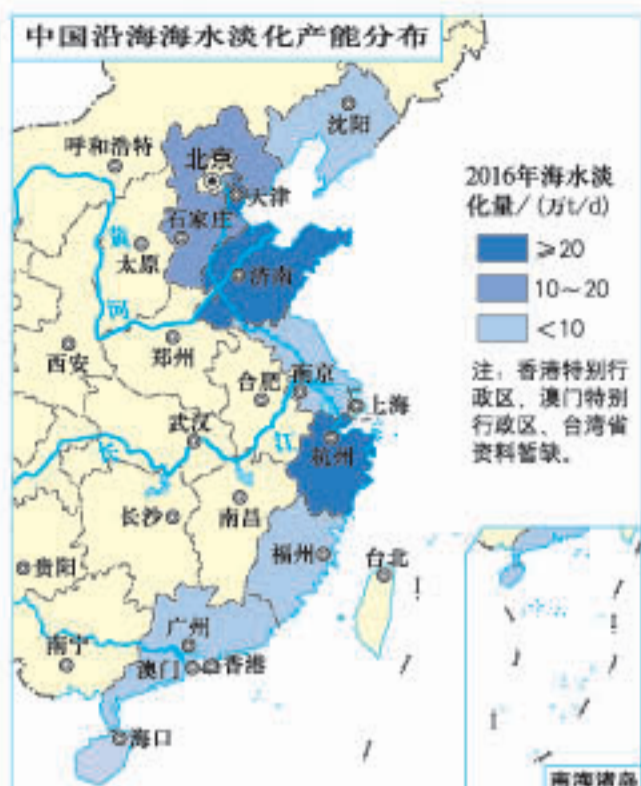 中国沿海海水淡化产能分布
沈阳
呼和浩特
北京
天津
石家庄
太原
黄
河
济南
西安
郑州
合肥
南京
上海
武汉
长
江
杭州
长沙
南昌
贵阳
福州
台北
南宁
广州
澳门
香港
海口
2016年海水淡
化量/(万t/d)
≥20
10~20
<10
注:香港特别行
政区、澳门特别
行政区、台湾省
资料暂缺。
南海诸岛